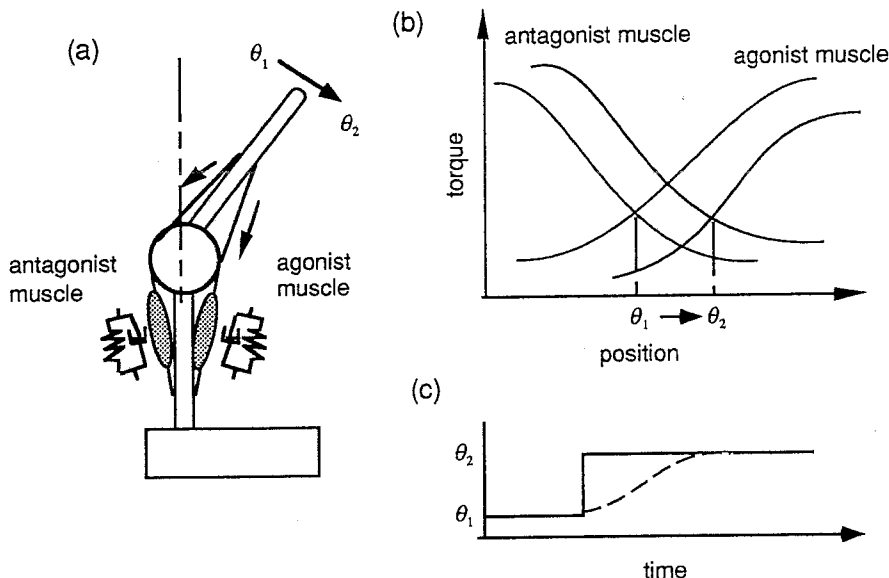 (a)
θ1
θ2
antagonist
muscle
agonist
muscle
(b)
antagonist muscle
agonist muscle
torque
θ1 → θ2
position
(c)
θ2
θ1
time